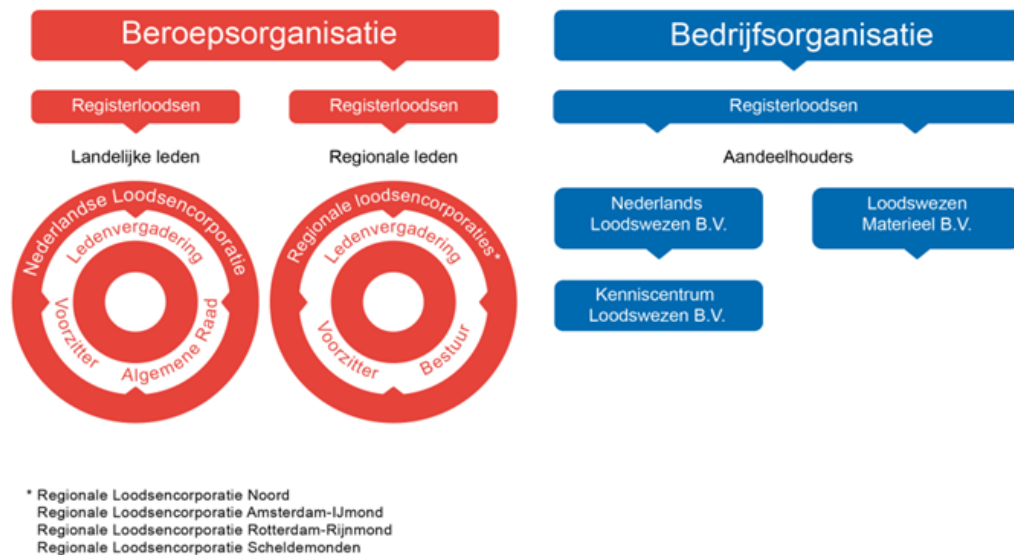 Beroepsorganisatie
Bedrijfsorganisatie
Registerloodsen
Registerloodsen
Registerloodsen
Landelijke leden
Regionale leden
Aandeelhouders
Nederlandse Loodsencorporatie
Ledenvergadering
Voorzitter
Algemene Raad
Regionale loodsencorporaties*
Ledenvergadering
Voorzitter
Bestuur
Nederlands
Loodswezen B.V.
Loodswezen
Materieel B.V.
Kenniscentrum
Loodswezen B.V.
* Regionale Loodsencorporatie Noord
Regionale Loodsencorporatie Amsterdam-IJmond
Regionale Loodsencorporatie Rotterdam-Rijnmond
Regionale Loodsencorporatie Scheldemonden